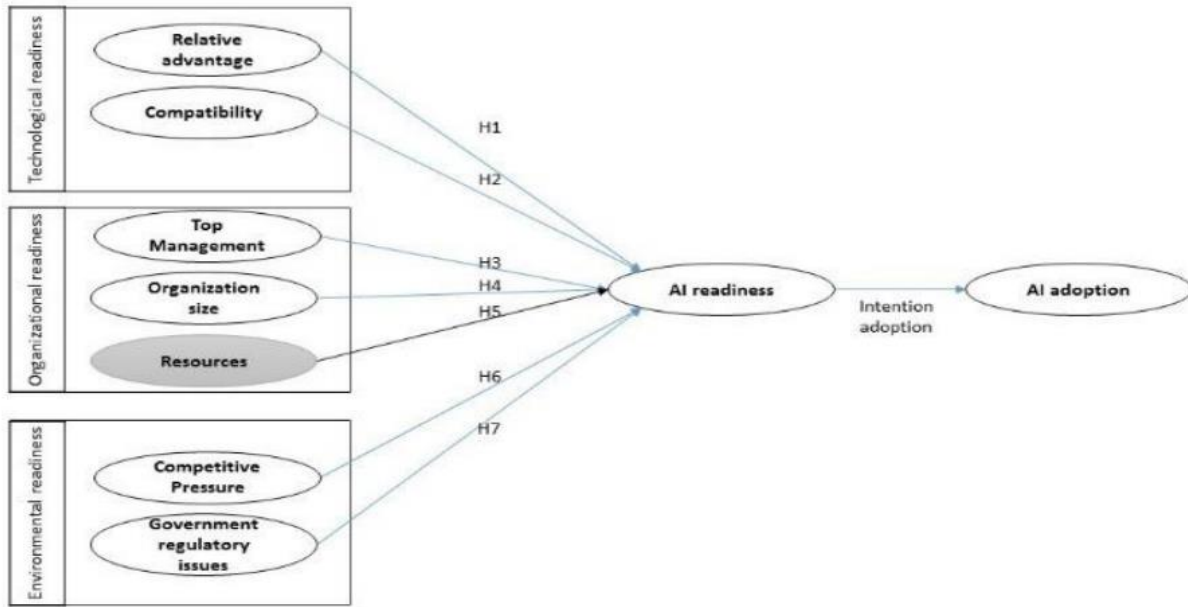 Technological readiness
Relative
advantage
Compatibility
Organizational readiness
Top
Management
Organization
size
Resources
Environmental readiness
Competitive
Pressure
Government
regulatory
issues
H1
H2
H3
H4
H5
H6
H7
AI readiness
Intention
adoption
AI adoption